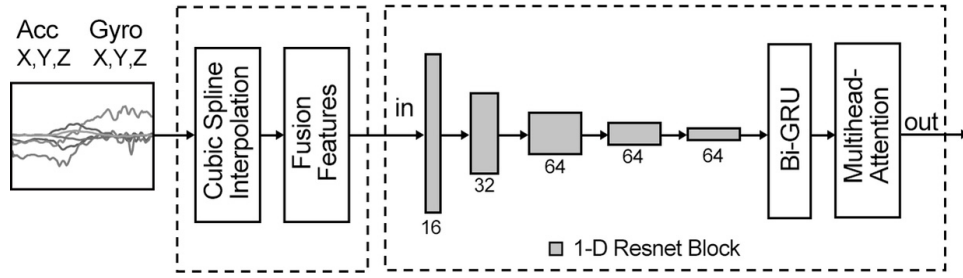 Acc Gyro
X,Y,Z X,Y,Z
Cubic Spline
Interpolation
Fusion
Features
in
16
32
64
64
64
Bi-GRU
Multihead-
Attention
out
1-D Resnet Block